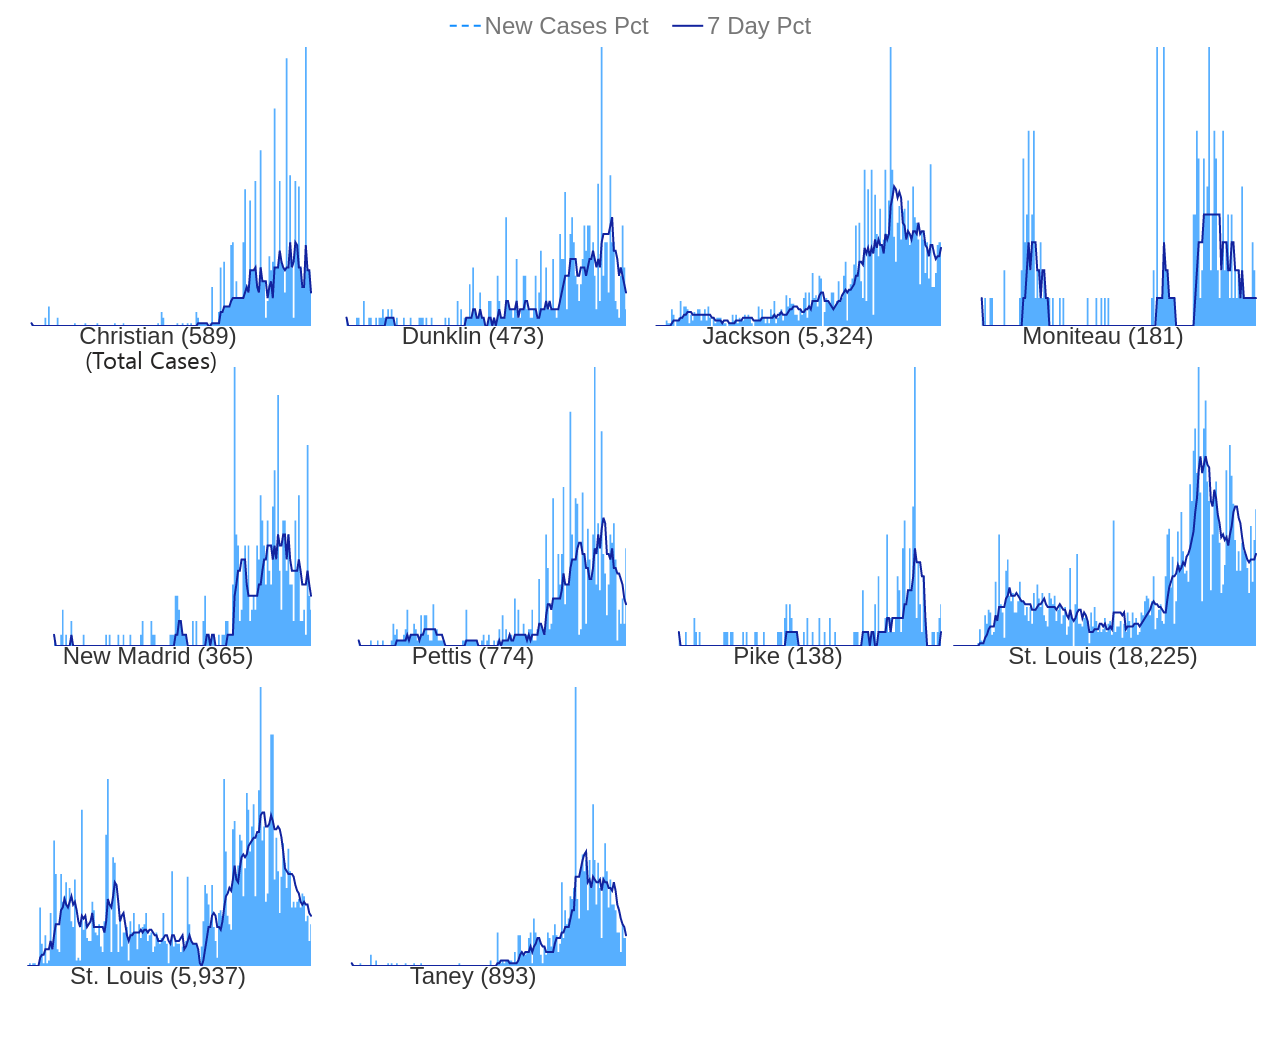 New Cases Pct 7 Day Pct
Christian (589)
(Total Cases)
Dunklin (473)
Jackson (5,324)
Moniteau (181)
New Madrid (365)
Pettis (774)
Pike (138)
St. Louis (18,225)
St. Louis (5,937)
Taney (893)